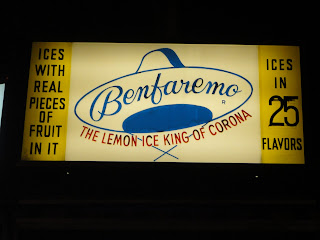 ICES
WITH
REAL
PIECES
OF
FRUIT
IN IT
Benfaremo
R
THE LEMON ICE KING OF CORONA
ICES
IN
25
FLAVORS